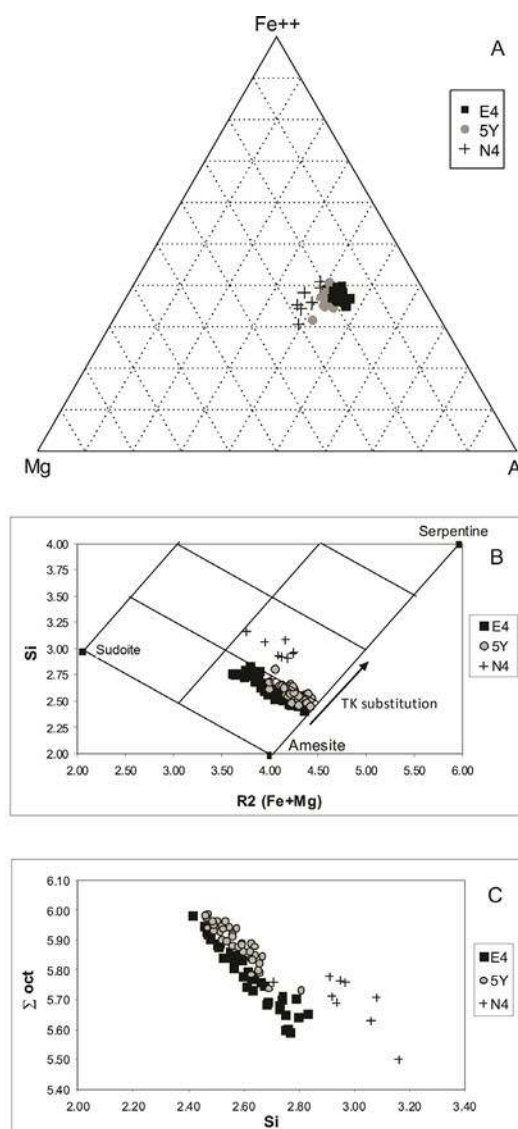 Fe++
A
E4
5Y
N4
Mg
A
Serpentine
B
4.00
3.75
3.50
3.25
3.00
2.75
2.50
2.25
2.00
Si
Sudoite
Amesite
TK substitution
E4
5Y
N4
2.00 2.50 3.00 3.50 4.00 4.50 5.00 5.50 6.00
R2 (Fe+Mg)
C
6.10
6.00
5.90
5.80
5.70
5.60
5.50
5.40
Σ oct
E4
5Y
N4
2.00 2.20 2.40 2.60 2.80 3.00 3.20 3.40
Si